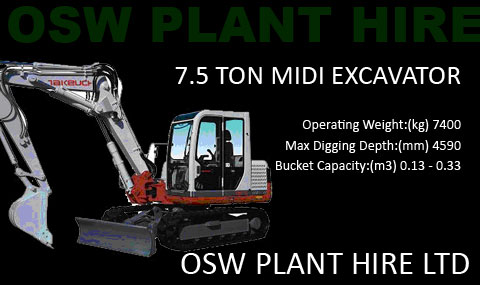 OSW PLANT HIRE
7.5 TON MIDI EXCAVATOR
TAKEUCHI
Operating Weight:(kg) 7400
Max Digging Depth:(mm) 4590
Bucket Capacity:(m3) 0.13 - 0.33
OSW PLANT HIRE LTD